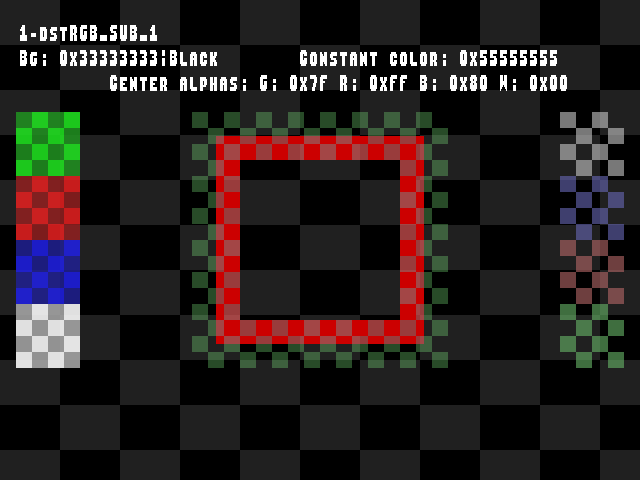 1-dstRGB_SUB_1
Bg: 0x33333333¦Black Constant color: 0x55555555
Center alphas: G: 0x7F R: 0xFF B: 0x80 W: 0x00